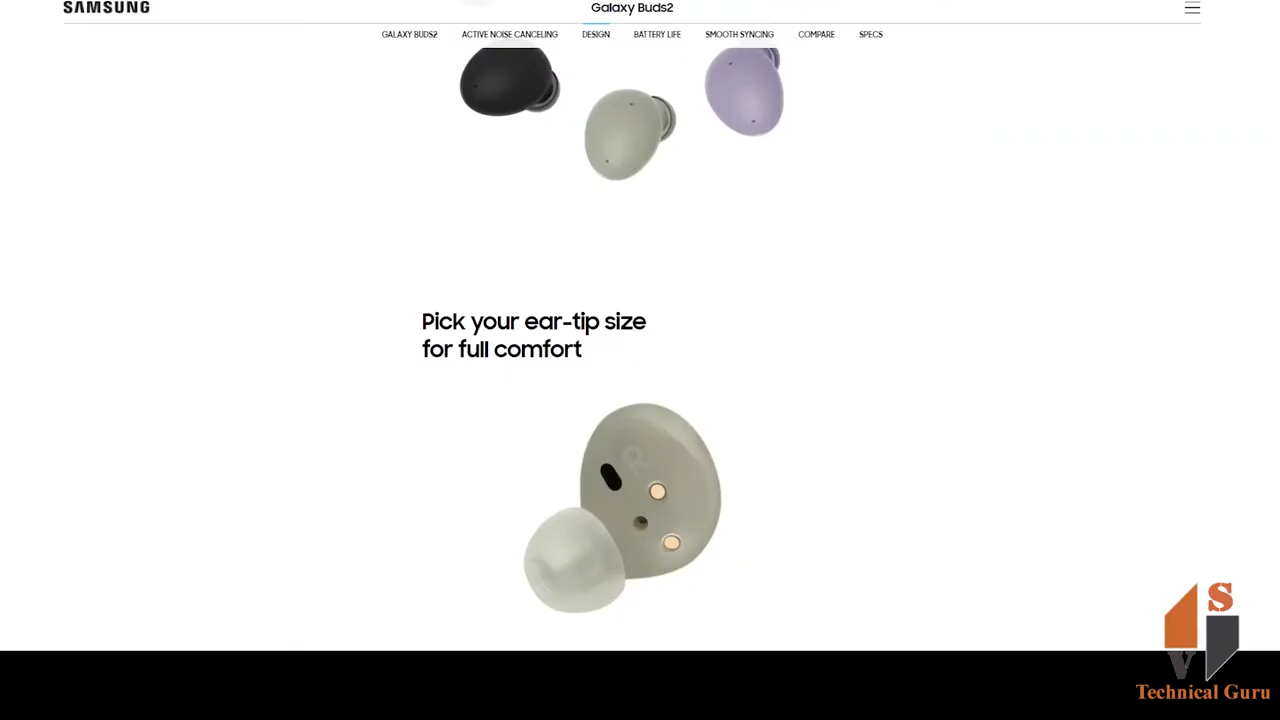 SAMSUNG
Galaxy Buds2
GALAXY BUDS2 ACTIVE NOISE CANCELING DESIGN BATTERY LIFE SMOOTH SYNCING COMPARE SPECS
Pick your ear-tip size
for full comfort
R
S
V
Technical Guru